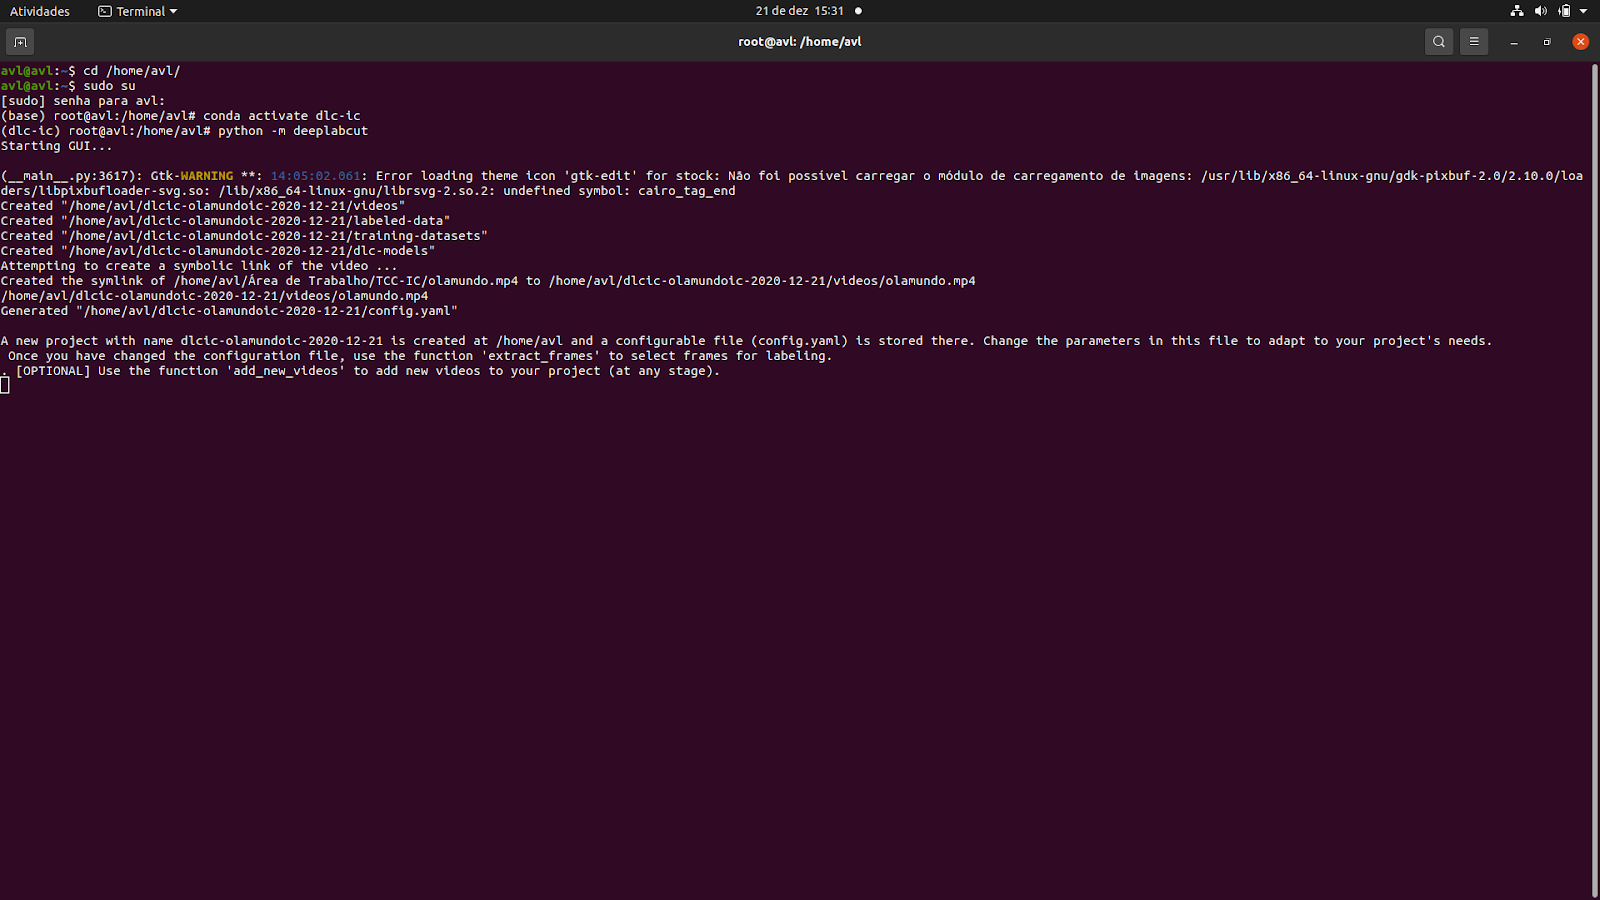 Atividades Terminal 21 de dez 15:31
root@avl: /home/avl
avl@avl:~$ cd /home/avl/
avl@avl:~$ sudo su
[sudo] senha para avl:
(base) root@avl:/home/avl# conda activate dlc-ic
(dlc-ic) root@avl:/home/avl# python -m deeplabcut
Starting GUI...
(__main__.py:3617): Gtk-WARNING **: 14:05:02.061: Error loading theme icon 'gtk-edit' for stock: Não foi possível carregar o módulo de carregamento de imagens: /usr/lib/x86_64-linux-gnu/gdk-pixbuf-2.0/2.10.0/loa
ders/libpixbufloader-svg.so: /lib/x86_64-linux-gnu/librsvg-2.so.2: undefined symbol: cairo_tag_end
Created "/home/avl/dlcic-olamundoic-2020-12-21/videos"
Created "/home/avl/dlcic-olamundoic-2020-12-21/labeled-data"
Created "/home/avl/dlcic-olamundoic-2020-12-21/training-datasets"
Created "/home/avl/dlcic-olamundoic-2020-12-21/dlc-models"
Attempting to create a symbolic link of the video ...
Created the symlink of /home/avl/Área de Trabalho/TCC-IC/olamundo.mp4 to /home/avl/dlcic-olamundoic-2020-12-21/videos/olamundo.mp4
/home/avl/dlcic-olamundoic-2020-12-21/videos/olamundo.mp4
Generated "/home/avl/dlcic-olamundoic-2020-12-21/config.yaml"
A new project with name dlcic-olamundoic-2020-12-21 is created at /home/avl and a configurable file (config.yaml) is stored there. Change the parameters in this file to adapt to your project's needs.
Once you have changed the configuration file, use the function 'extract_frames' to select frames for labeling.
. [OPTIONAL] Use the function 'add_new_videos' to add new videos to your project (at any stage).